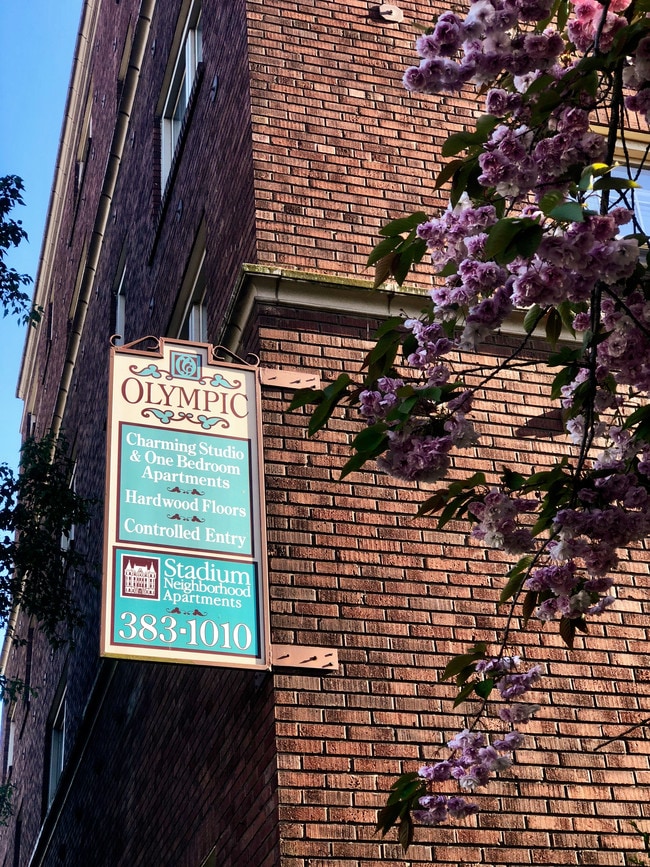 OLYMPIC
Charming Studio
& One Bedroom
Apartments
Hardwood Floors
Controlled Entry
Stadium
Neighborhood
Apartments
383-1010